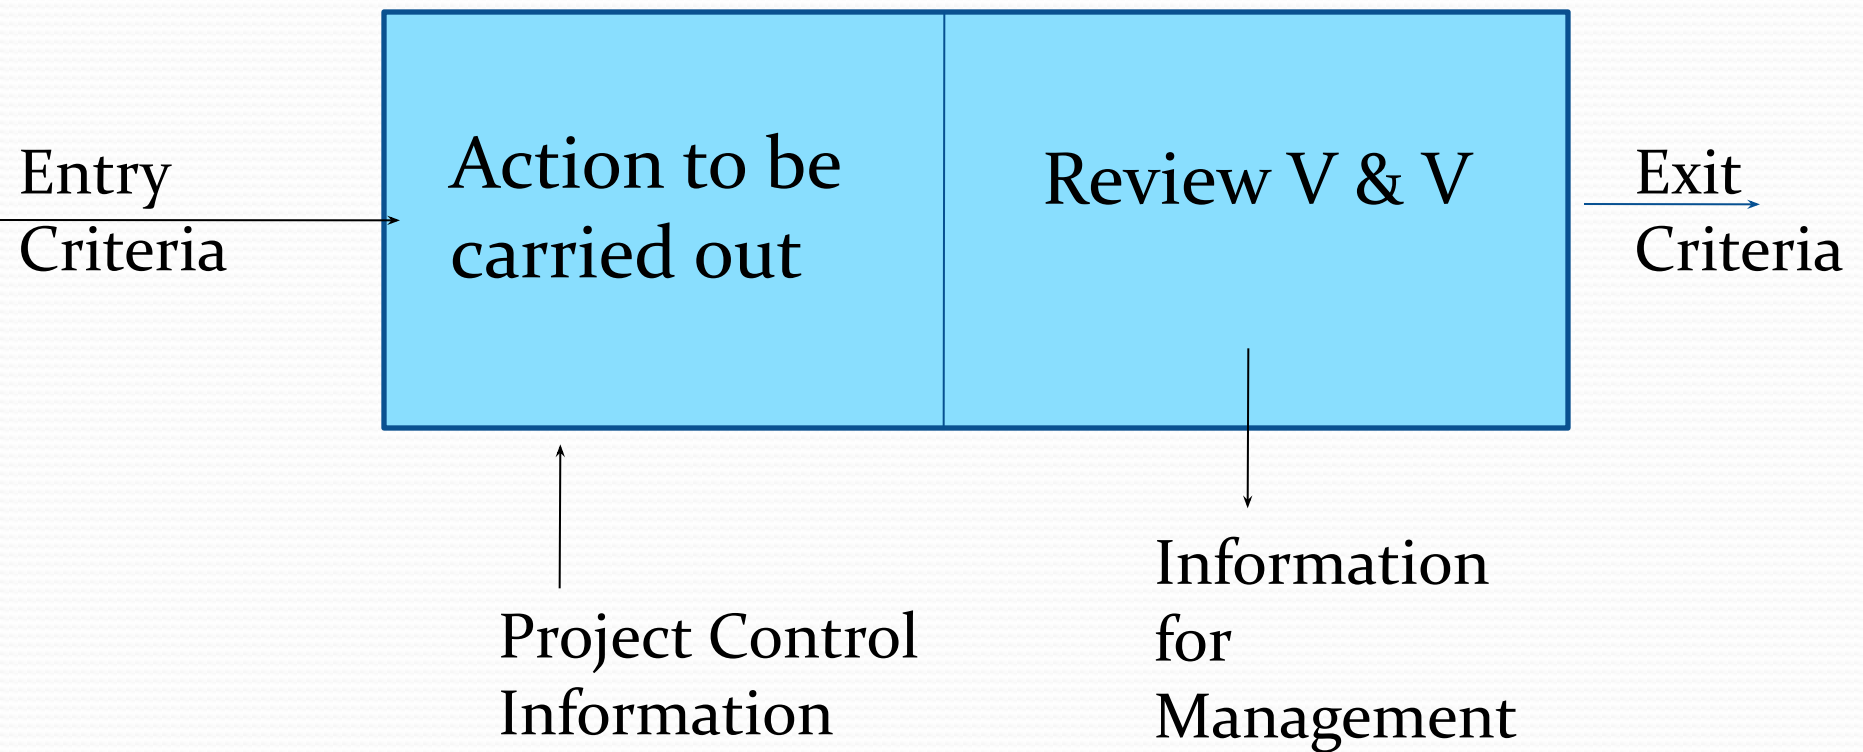 Entry
Criteria
Action to be
carried out
Review V & V
Exit
Criteria
Project Control
Information
Information
for
Management